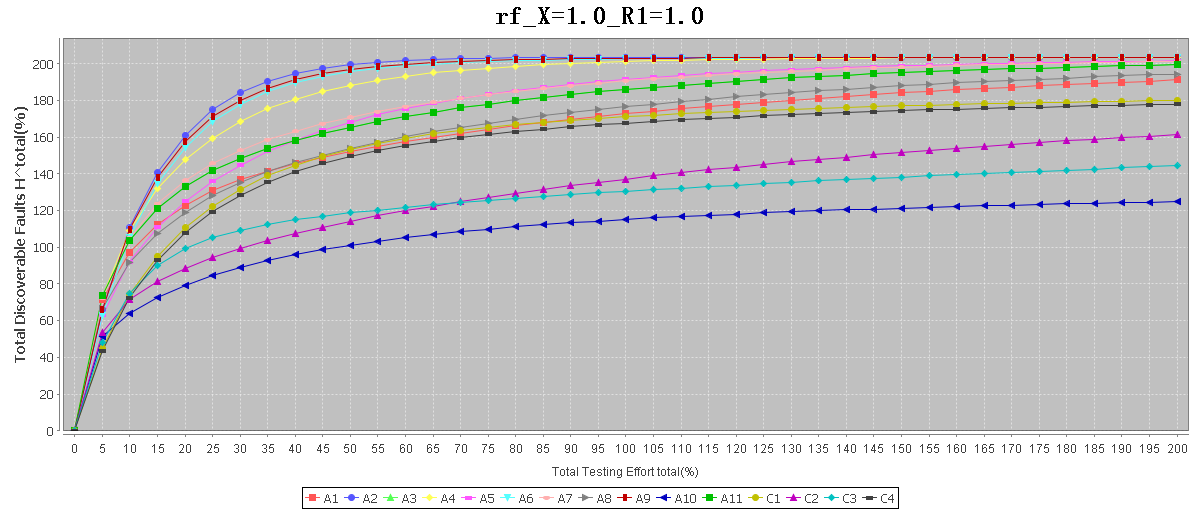 rf_X=1.0_R1=1.0
Total Discoverable Faults H^total(%)
200
180
160
140
120
100
80
60
40
20
0
0 5 10 15 20 25 30 35 40 45 50 55 60 65 70 75 80 85 90 95 100 105 110 115 120 125 130 135 140 145 150 155 160 165 170 175 180 185 190 195 200
Total Testing Effort total(%)
A1 A2 A3 A4 A5 A6 A7 A8 A9 A10 A11 C1 C2 C3 C4